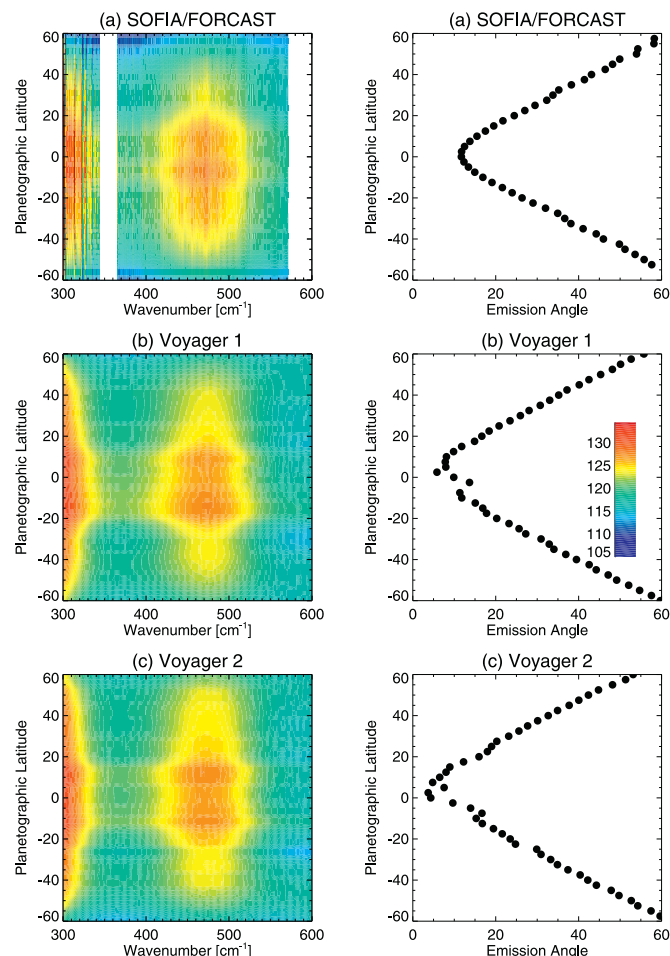 (a) SOFIA/FORCAST
Planetographic Latitude
60
40
20
0
-20
-40
-60
300 400 500 600
Wavenumber [cm-1]
(a) SOFIA/FORCAST
Planetographic Latitude
60
40
20
0
-20
-40
-60
0 20 40 60
Emission Angle
(b) Voyager 1
Planetographic Latitude
60
40
20
0
-20
-40
-60
300 400 500 600
Wavenumber [cm-1]
(b) Voyager 1
Planetographic Latitude
60
40
20
0
-20
-40
-60
0 20 40 60
Emission Angle
130
125
120
115
110
105
(c) Voyager 2
Planetographic Latitude
60
40
20
0
-20
-40
-60
300 400 500 600
Wavenumber [cm-1]
(c) Voyager 2
Planetographic Latitude
60
40
20
0
-20
-40
-60
0 20 40 60
Emission Angle